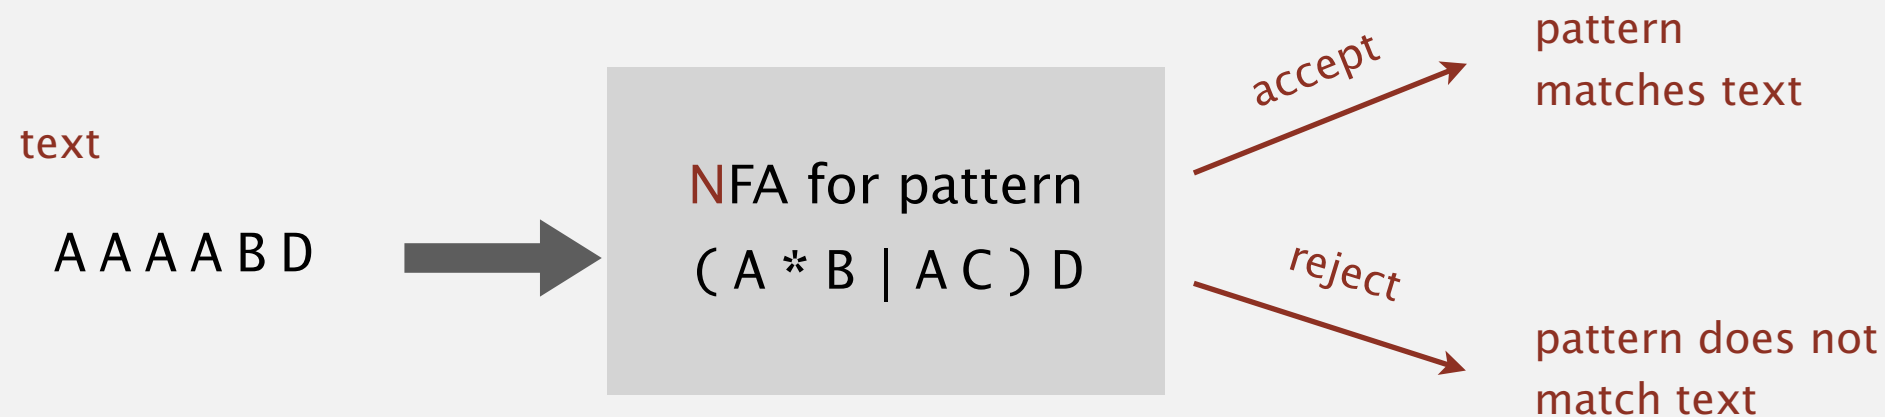 text
A A A A B D
NFA for pattern
( A * B | A C ) D
accept
pattern
matches text
reject
pattern does not
match text